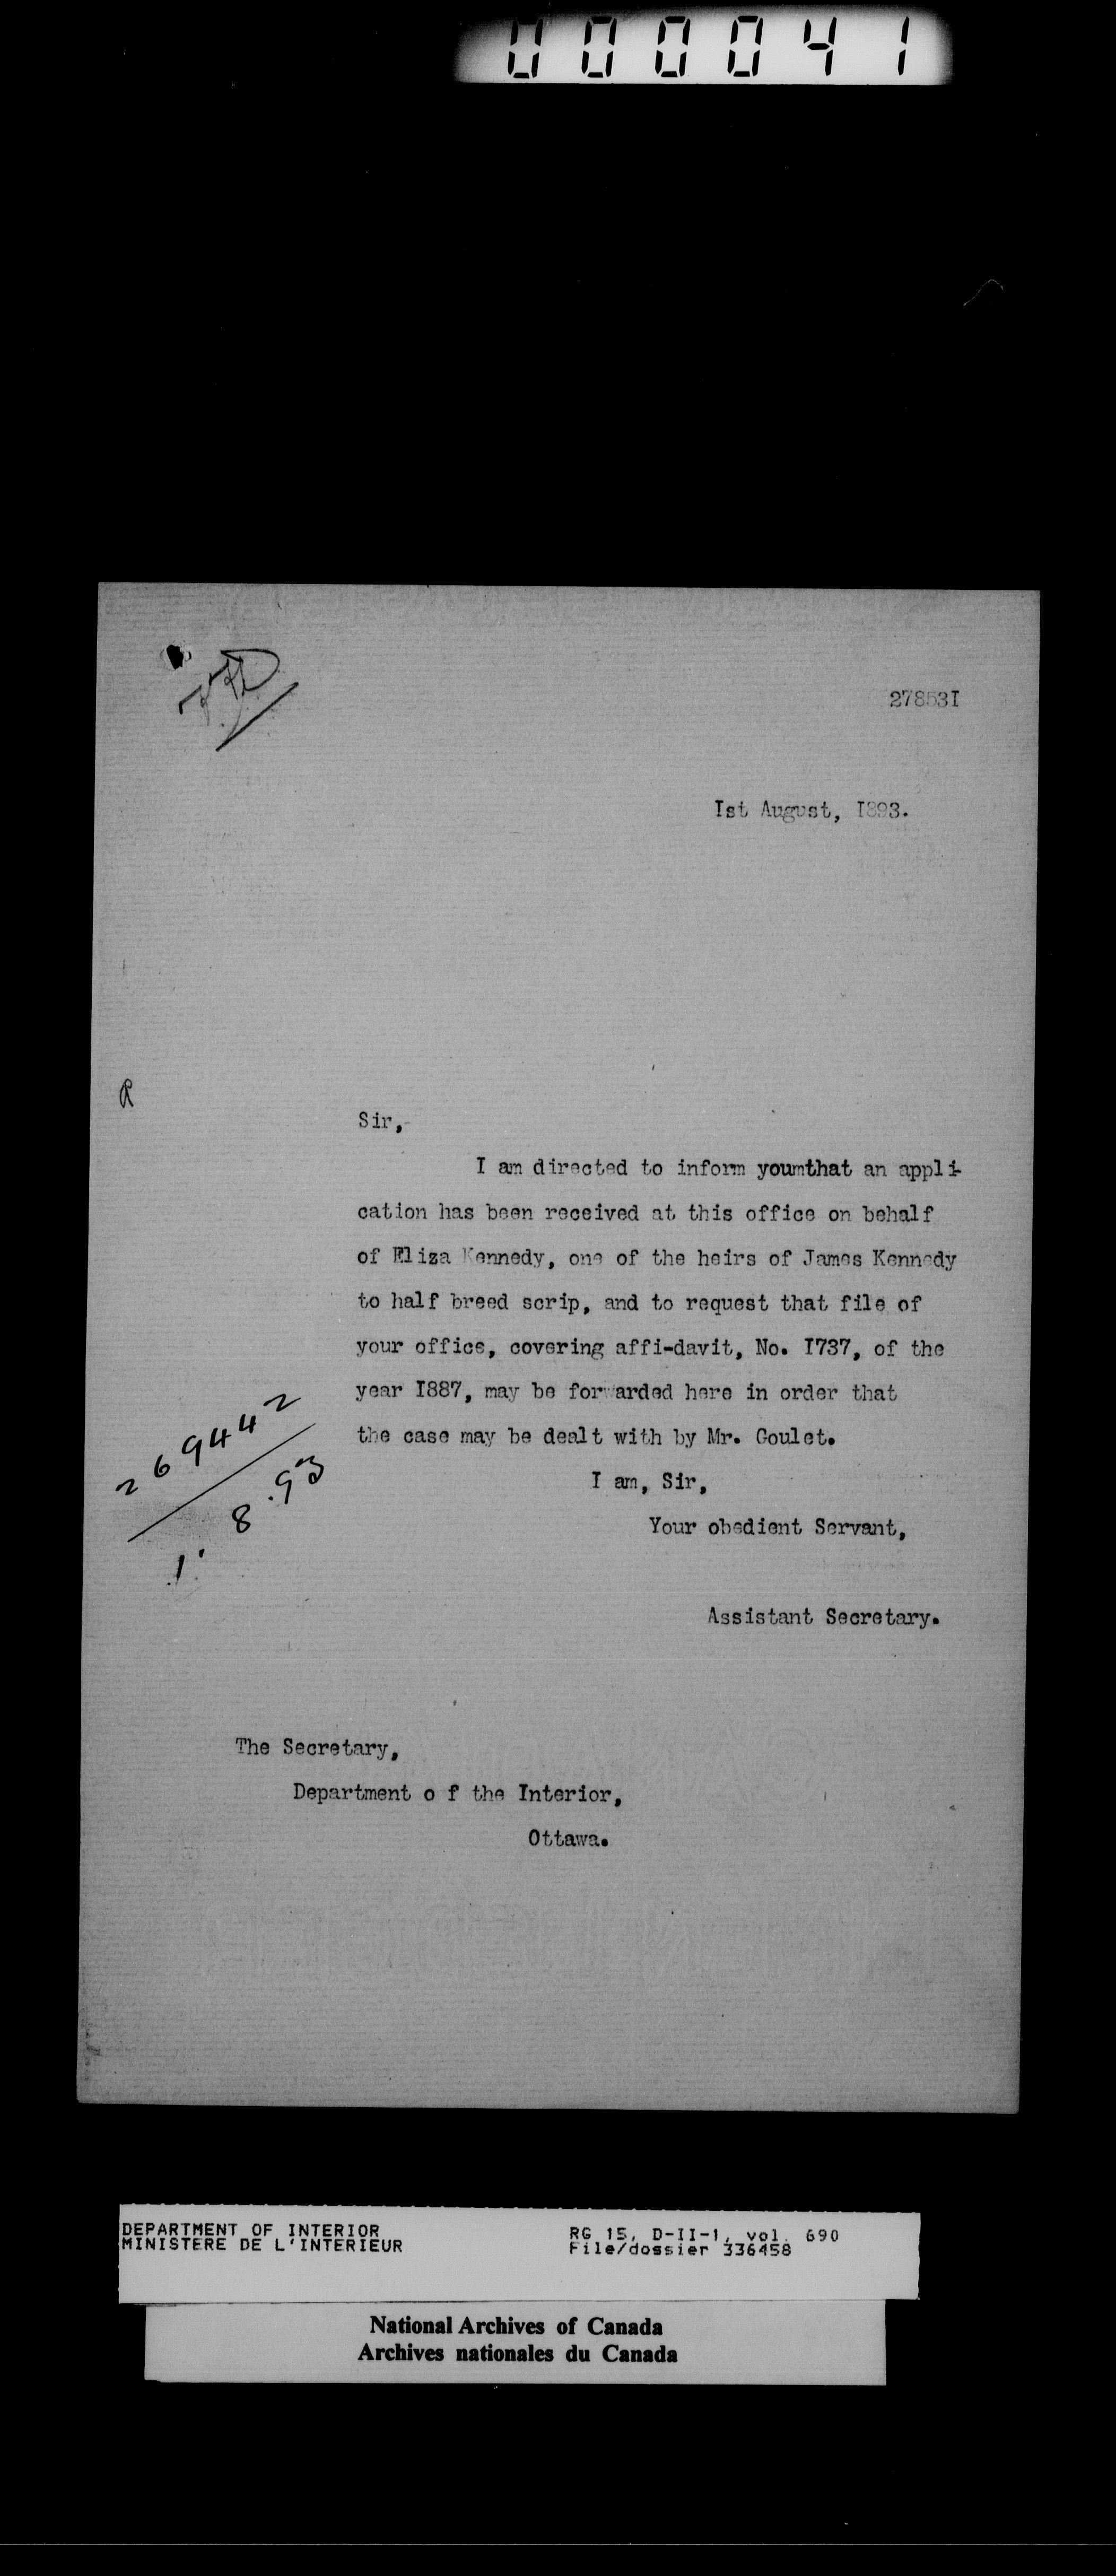 000041
278531
Ist August, I893.
R
Sir,-
I am directed to inform youmthat an appli-
cation has been received at this office on behalf
of Eliza Kennedy, one of the heirs of James Kennedy
to half breed scrip, and to request that file of
your office, covering affi-davit, No. I737, of the
year I887, may be forwarded here in order that
the case may be dealt with by Mr. Goulet.
I am, Sir,
Your obedient Servant,
Assistant Secretary.
269442
1.8.93
The Secretary,
Department o f the Interior,
Ottawa.
DEPARTMENT OF INTERIOR
MINISTERE DE L'INTERIEUR
RG 15, D-II-1, vol. 690
File/dossier 336458
National Archives of Canada
Archives nationales du Canada